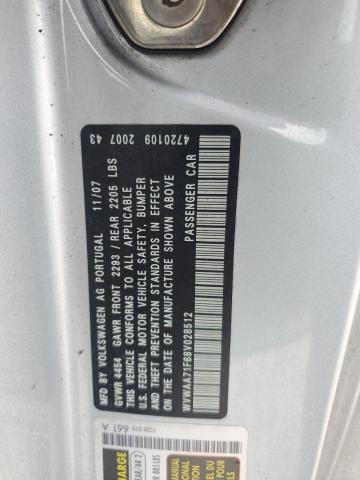 4720109 2007 43
MFD BY VOLKSWAGEN AG PORTUGAL 11/07
GVWR 4454 GAWR FRONT 2293 / REAR 2205 LBS
THIS VEHICLE CONFORMS TO ALL APPLICABLE
U.S. FEDERAL MOTOR VEHICLE SAFETY, BUMPER
AND THEFT PREVENTION STANDARDS IN EFFECT
ON THE DATE OF MANUFACTURE SHOWN ABOVE
WVWAA71F68V028512 PASSENGER CAR
661 A